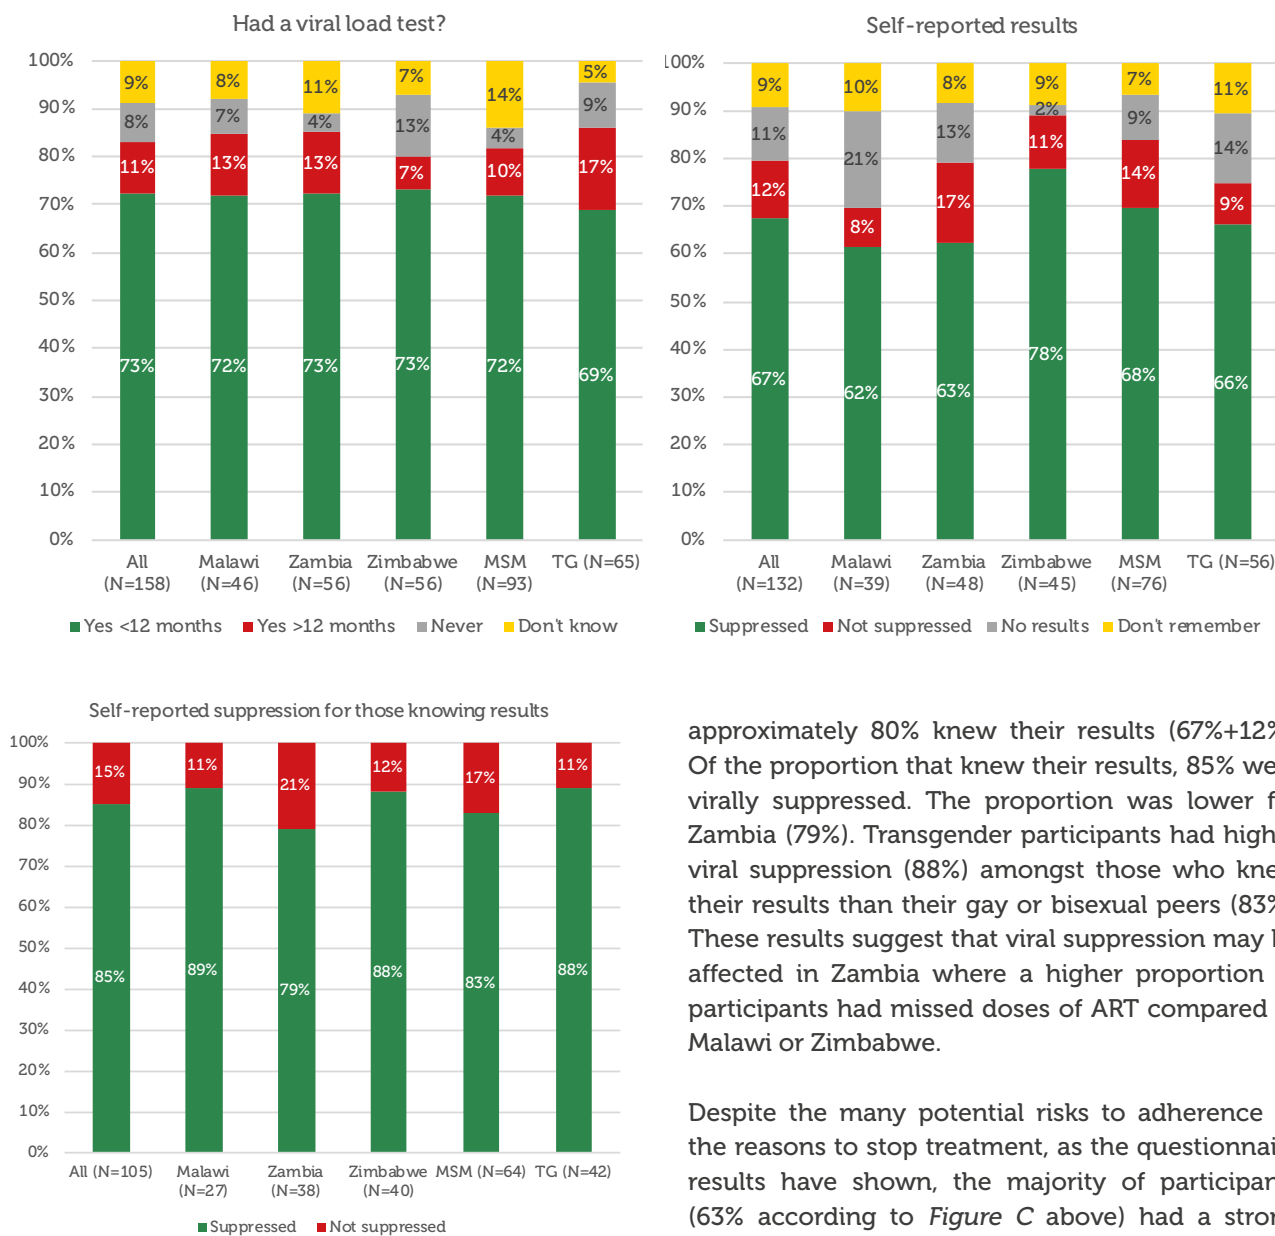 Had a viral load test?
100%
90%
80%
70%
60%
50%
40%
30%
20%
10%
0%
9% 8% 11% 7% 14% 5%
8% 7% 4% 13% 4% 9%
11% 13% 13% 7% 10% 17%
73% 72% 73% 73% 72% 69%
All Malawi Zambia Zimbabwe MSM TG (N=65)
(N=158) (N=46) (N=56) (N=56) (N=93)
Yes <12 months Yes >12 months Never Don't know
Self-reported results
100%
90%
80%
70%
60%
50%
40%
30%
20%
10%
0%
9% 10% 8% 9% 7% 11%
11% 21% 13% 2% 9% 14%
12% 8% 17% 11% 14% 9%
67% 62% 63% 78% 68% 66%
All Malawi Zambia Zimbabwe MSM TG (N=56)
(N=132) (N=39) (N=48) (N=45) (N=76)
Suppressed Not suppressed No results Don't remember
Self-reported suppression for those knowing results
100%
90%
80%
70%
60%
50%
40%
30%
20%
10%
0%
15% 11% 21% 12% 17% 11%
85% 89% 79% 88% 83% 88%
All (N=105) Malawi Zambia Zimbabwe MSM (N=64) TG (N=42)
(N=27) (N=38) (N=40)
Suppressed Not suppressed
approximately 80% knew their results (67%+12%
Of the proportion that knew their results, 85% we
virally suppressed. The proportion was lower f
Zambia (79%). Transgender participants had high
viral suppression (88%) amongst those who kne
their results than their gay or bisexual peers (83%
These results suggest that viral suppression may b
affected in Zambia where a higher proportion
participants had missed doses of ART compared
Malawi or Zimbabwe.
Despite the many potential risks to adherence
the reasons to stop treatment, as the questionnai
results have shown, the majority of participan
(63% according to Figure C above) had a stron